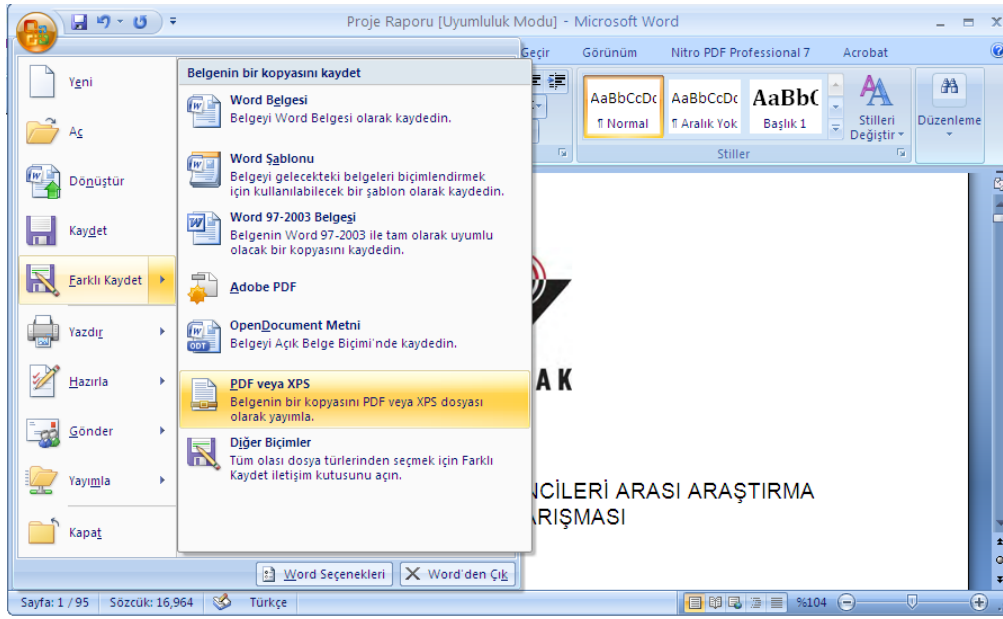 Proje Raporu [Uyumluluk Modu] - Microsoft Word
Geçir Görünüm Nitro PDF Professional 7 Acrobat
Yeni
Aç
Dönüştür
Kaydet
Farklı Kaydet
Yazdır
Hazırla
Gönder
Yayımla
Kapat
Belgenin bir kopyasını kaydet
Word Belgesi
Belgeyi Word Belgesi olarak kaydedin.
Word Şablonu
Belgeyi gelecekteki belgeleri biçimlendirmek
için kullanılabilecek bir şablon olarak kaydedin.
Word 97-2003 Belgesi
Belgenin Word 97-2003 ile tam olarak uyumlu
olacak bir kopyasını kaydedin.
Adobe PDF
OpenDocument Metni
Belgeyi Açık Belge Biçimi'nde kaydedin.
PDF veya XPS
Belgenin bir kopyasını PDF veya XPS dosyası
olarak yayımla.
Diğer Biçimler
Tüm olası dosya türlerinden seçmek için Farklı
Kaydet iletişim kutusunu açın.
Word Seçenekleri
Word'den Çık
AaBbCcDc AaBbCcDc AaBbC
¶ Normal ¶ Aralık Yok Başlık 1
Stilleri
Değiştir
Düzenleme
Stiller
AK
NCİLERİ ARASI ARAŞTIRMA
ARIŞMASI
Sayfa: 1 / 95 Sözcük: 16,964 Türkçe
%104